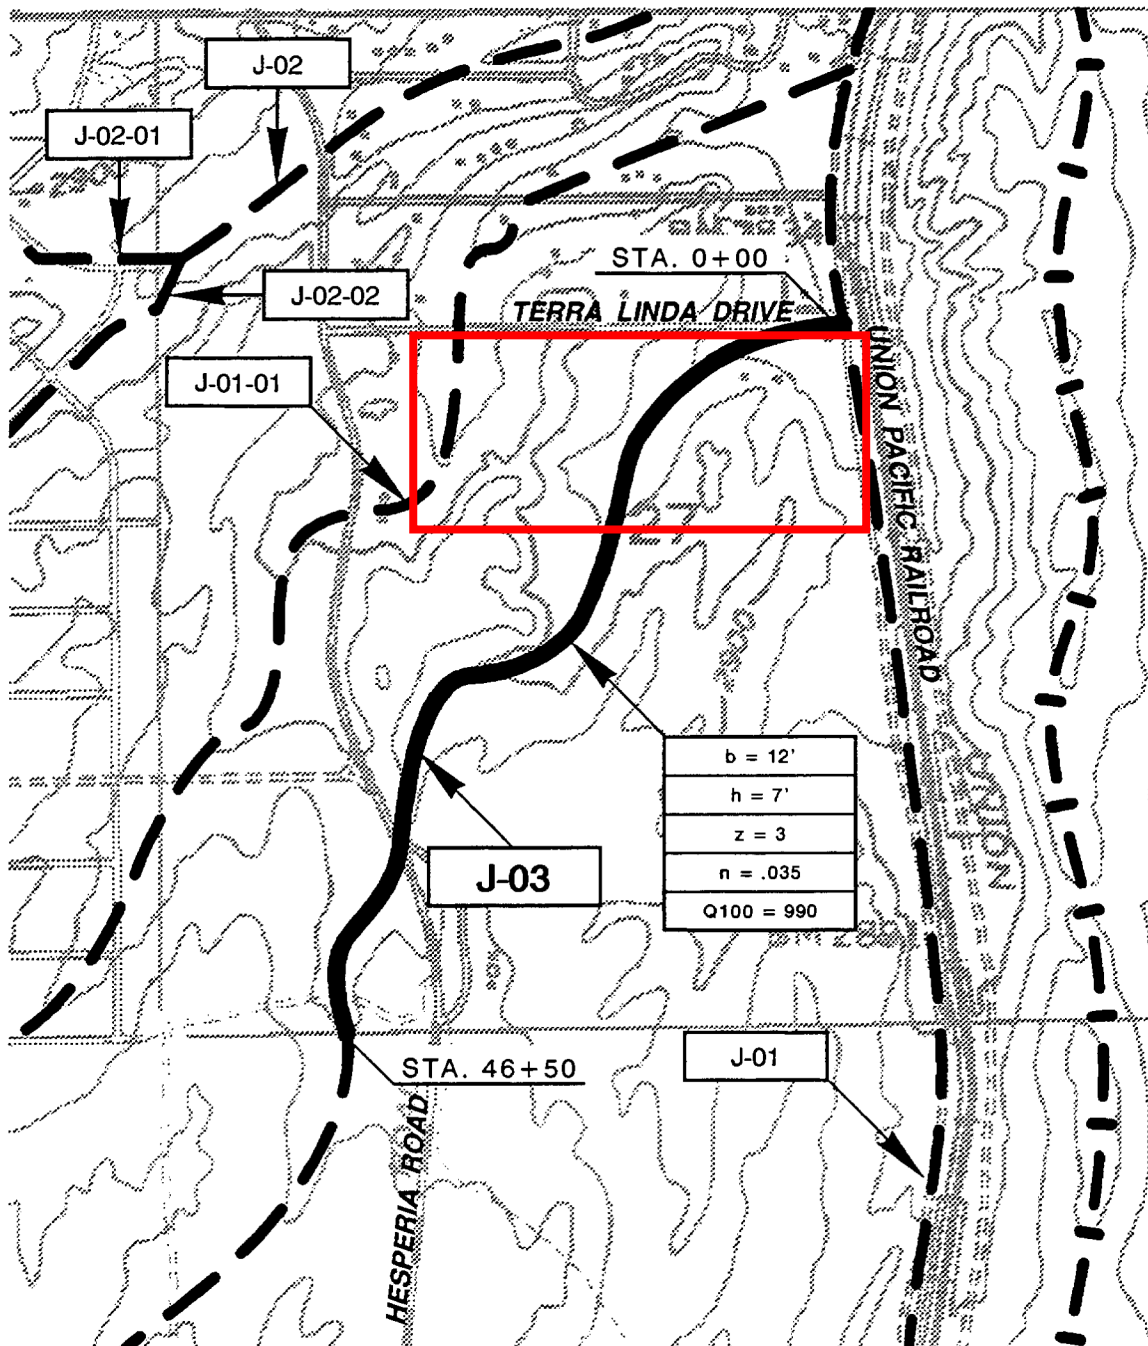 J-02
J-02-01
STA. 0+00
J-02-02
TERRA LINDA DRIVE
J-01-01
UNION PACIFIC RAILROAD
27
b = 12'
h = 7'
z = 3
n = .035
Q100 = 990
J-03
STA. 46+50
J-01
HESPERIA ROAD